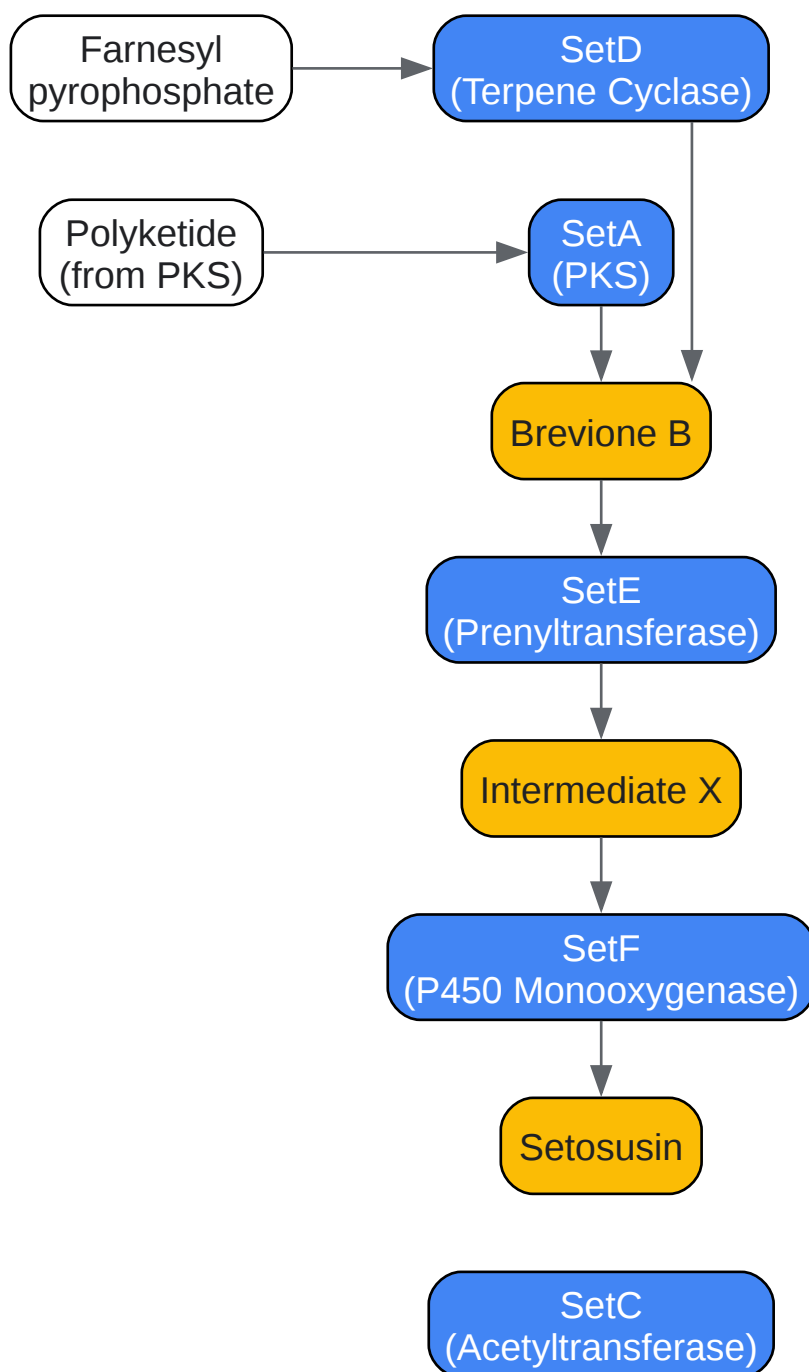 Farnesyl
pyrophosphate
SetD
(Terpene Cyclase)
Polyketide
(from PKS)
SetA
(PKS)
Brevione B
SetE
(Prenyltransferase)
Intermediate X
SetF
(P450 Monooxygenase)
Setosusin
SetC
(Acetyltransferase)